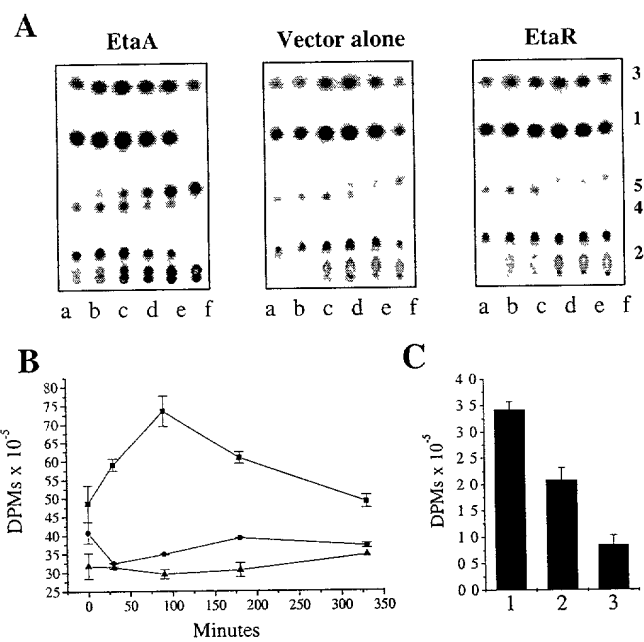 A
EtaA
Vector alone
EtaR
3
1
5
4
2
a b c d e f
a b c d e f
a b c d e f
B
DPMs x 10⁻⁵
80
75
70
65
60
55
50
45
40
35
30
25
0 50 100 150 200 250 300 350
Minutes
C
DPMs x 10⁻⁵
4 0
3 5
3 0
2 5
2 0
1 5
1 0
5
0
1 2 3